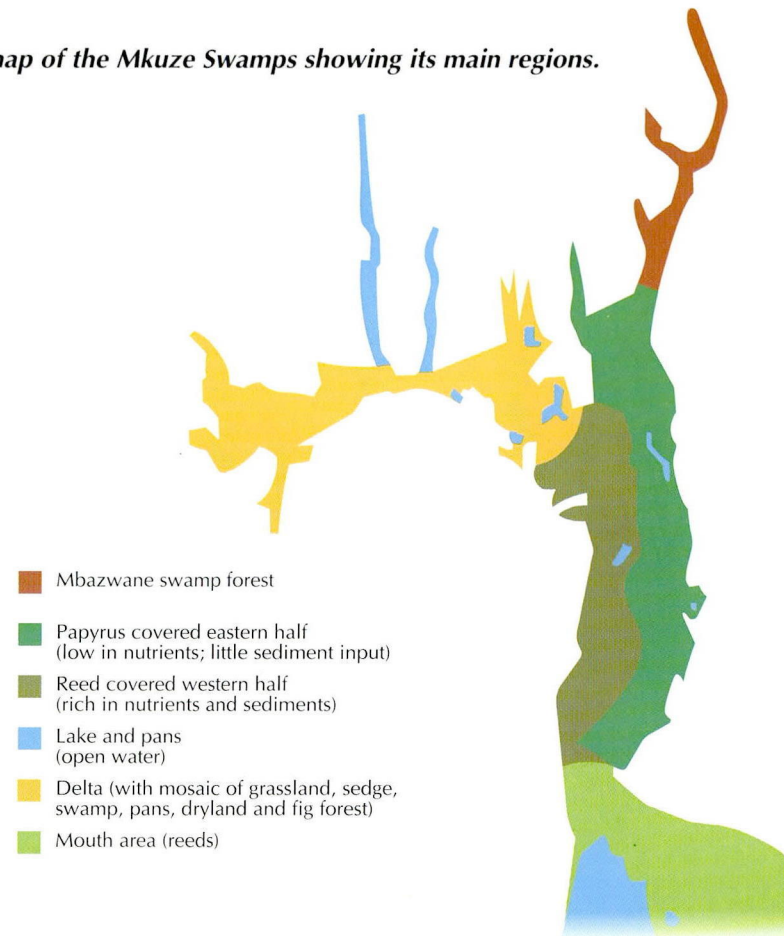 of the Mkuze Swamps showing its main regions.
Mbazwane swamp forest
Papyrus covered eastern half
(low in nutrients; little sediment input)
Reed covered western half
(rich in nutrients and sediments)
Lake and pans
(open water)
Delta (with mosaic of grassland, sedge,
swamp, pans, dryland and fig forest)
Mouth area (reeds)